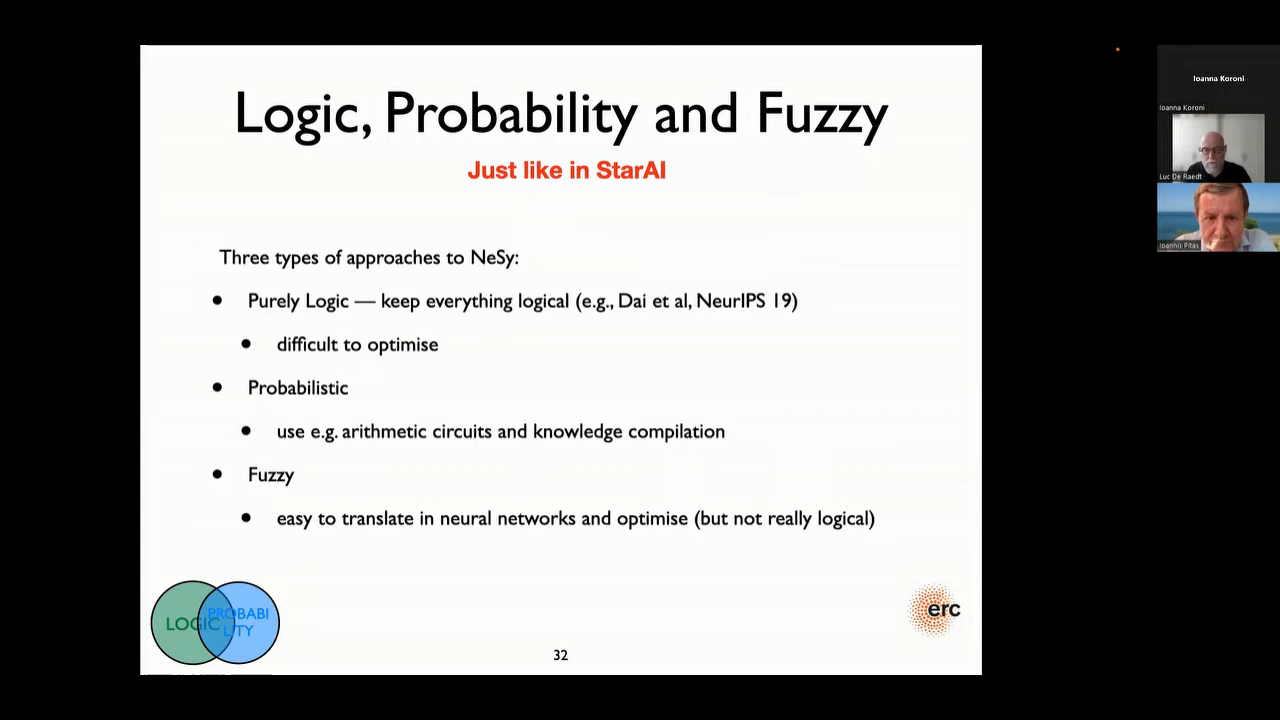 Logic, Probability and Fuzzy
Just like in StarAI
Three types of approaches to NeSy:
• Purely Logic — keep everything logical (e.g., Dai et al, NeurIPS 19)
• difficult to optimise
• Probabilistic
• use e.g. arithmetic circuits and knowledge compilation
• Fuzzy
• easy to translate in neural networks and optimise (but not really logical)
LOGIC
PROBABI
LITY
erc
32
Ioanna Koroni
Ioanna Koroni
Luc De Raedt
Ioannis Pitas